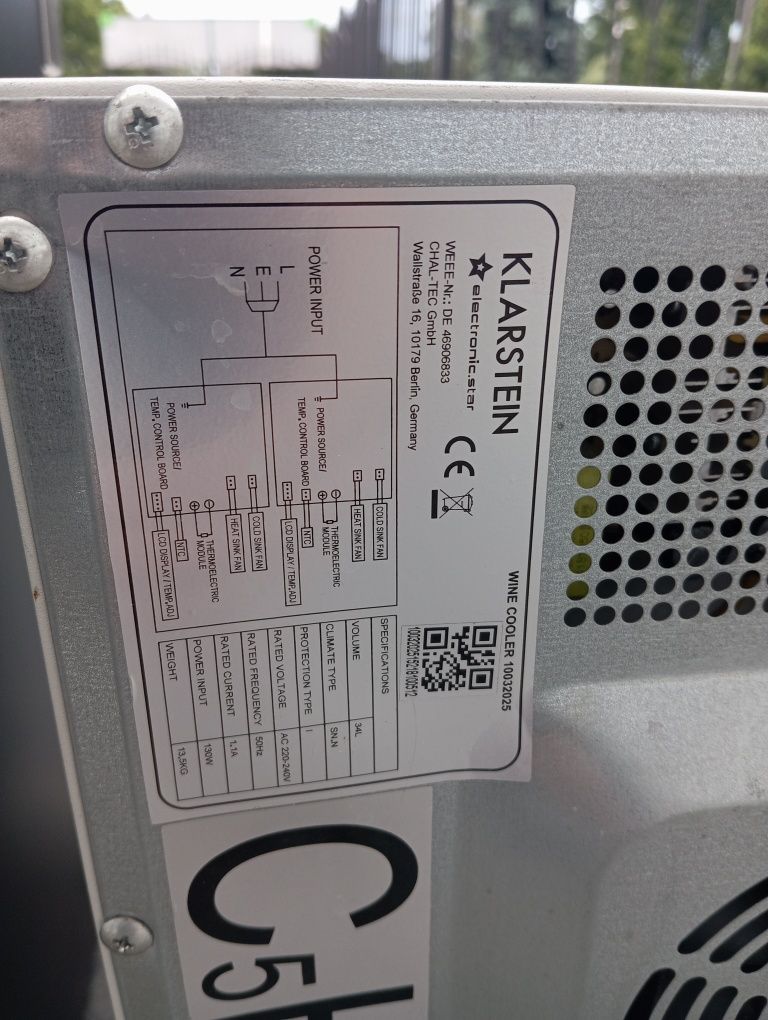 KLARSTEIN
electronic.star
CE
WEEE-Nr.: DE 46906833
CHAL-TEC GmbH
Wallstraße 16, 10179 Berlin, Germany
WINE COOLER 10032025
POWER INPUT
L
E
N
COLD SINK FAN
HEAT SINK FAN
POWER SOURCE/
TEMP. CONTROL BOARD
THERMOELECTRIC
MODULE
NTC
LCD DISPLAY / TEMP.ADJ
COLD SINK FAN
HEAT SINK FAN
POWER SOURCE/
TEMP. CONTROL BOARD
THERMOELECTRIC
MODULE
NTC
LCD DISPLAY / TEMP.ADJ
SPECIFICATIONS
VOLUME 34L
CLIMATE TYPE SN,N
PROTECTION TYPE I
RATED VOLTAGE AC 220-240V
RATED FREQUENCY 50Hz
RATED CURRENT 1.1A
POWER INPUT 130W
WEIGHT 13,5KG
C5H